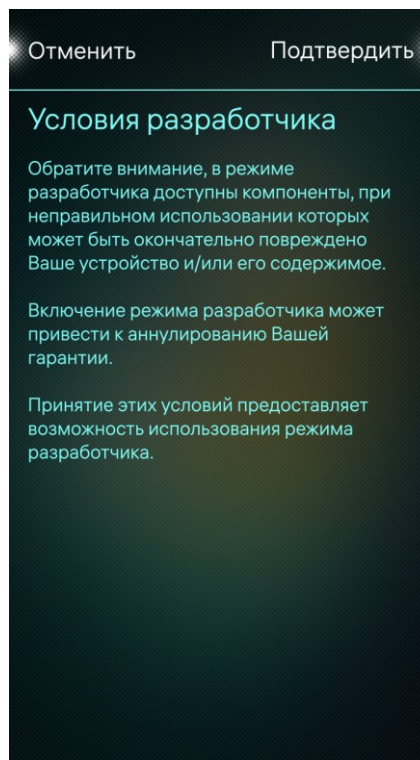 Отменить Подтвердить
Условия разработчика
Обратите внимание, в режиме
разработчика доступны компоненты, при
неправильном использовании которых
может быть окончательно повреждено
Ваше устройство и/или его содержимое.
Включение режима разработчика может
привести к аннулированию Вашей
гарантии.
Принятие этих условий предоставляет
возможность использования режима
разработчика.